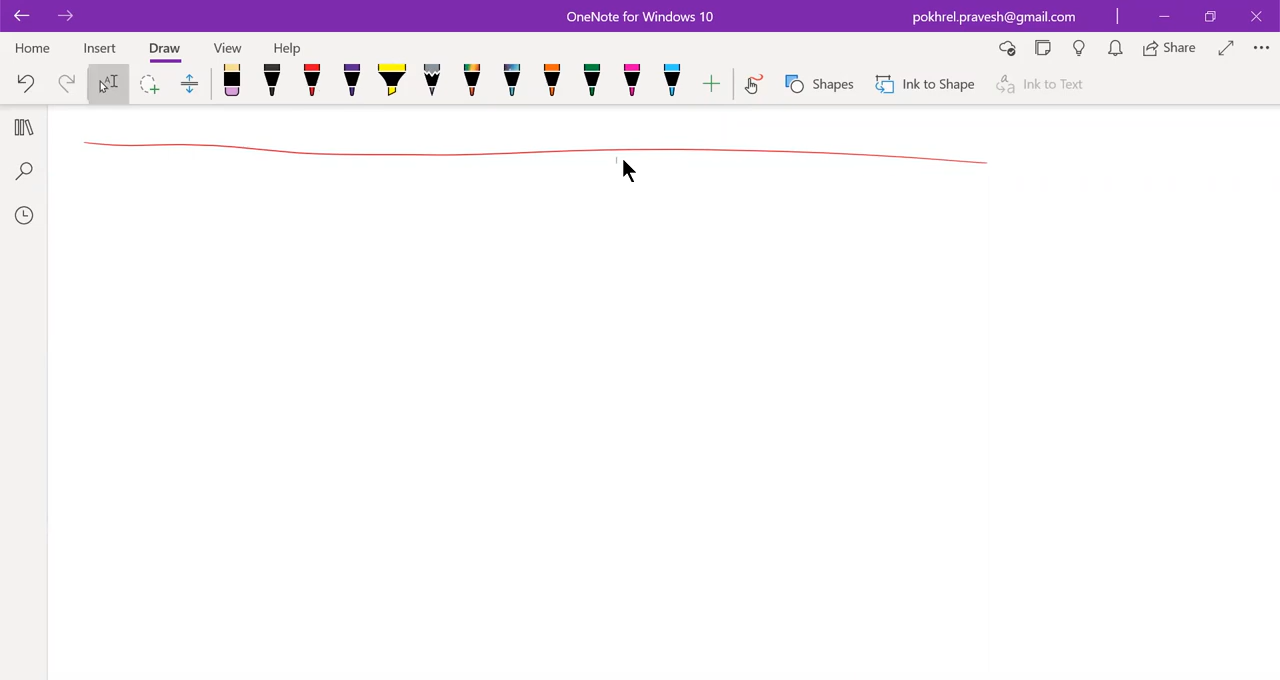 OneNote for Windows 10 pokhrel.pravesh@gmail.com
Home Insert Draw View Help Share
Shapes Ink to Shape Ink to Text